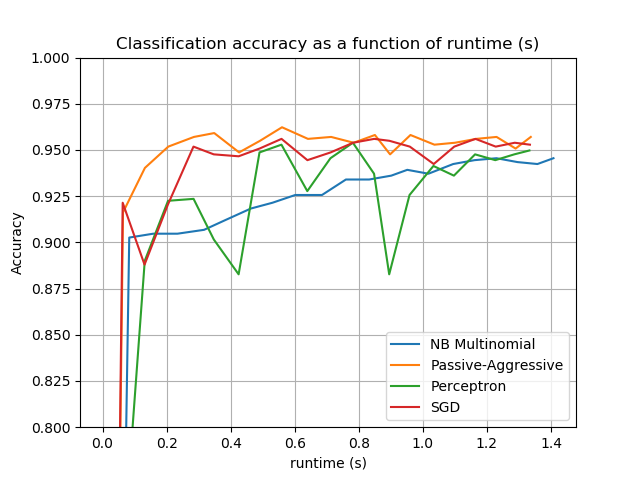 Classification accuracy as a function of runtime (s)
1.000
0.975
0.950
0.925
0.900
0.875
0.850
0.825
0.800
Accuracy
NB Multinomial
Passive-Aggressive
Perceptron
SGD
0.0 0.2 0.4 0.6 0.8 1.0 1.2 1.4
runtime (s)